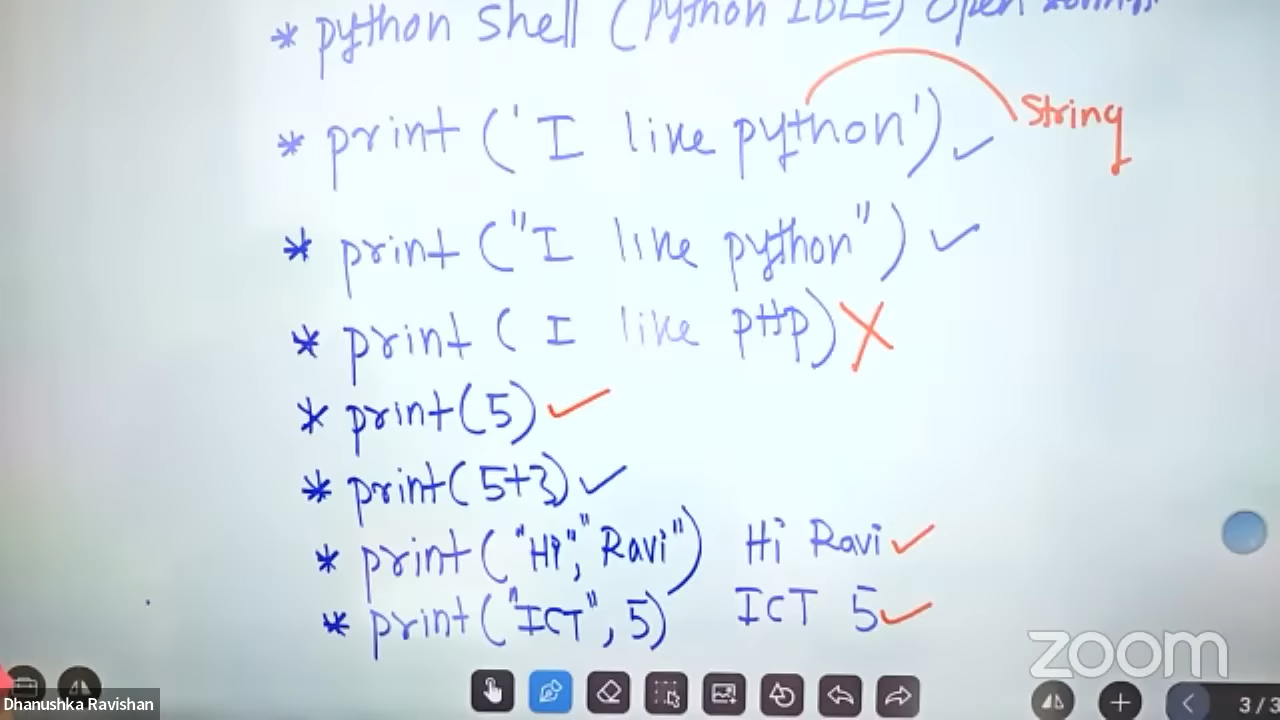 * python Shell (Python IDLE) Open
* print ('I like python') ✓ String
* print ("I like python") ✓
* print ( I like pHp) X
* print(5) ✓
* print(5+3) ✓
* print("Hi","Ravi") Hi Ravi ✓
* print("ICT", 5) ICT 5 ✓
zoom
Dhanushka Ravishan
3/3